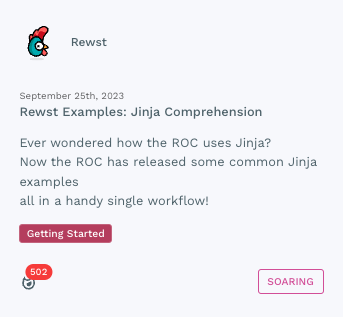 Rewst
September 25th, 2023
Rewst Examples: Jinja Comprehension
Ever wondered how the ROC uses Jinja?
Now the ROC has released some common Jinja
examples
all in a handy single workflow!
Getting Started
502
SOARING